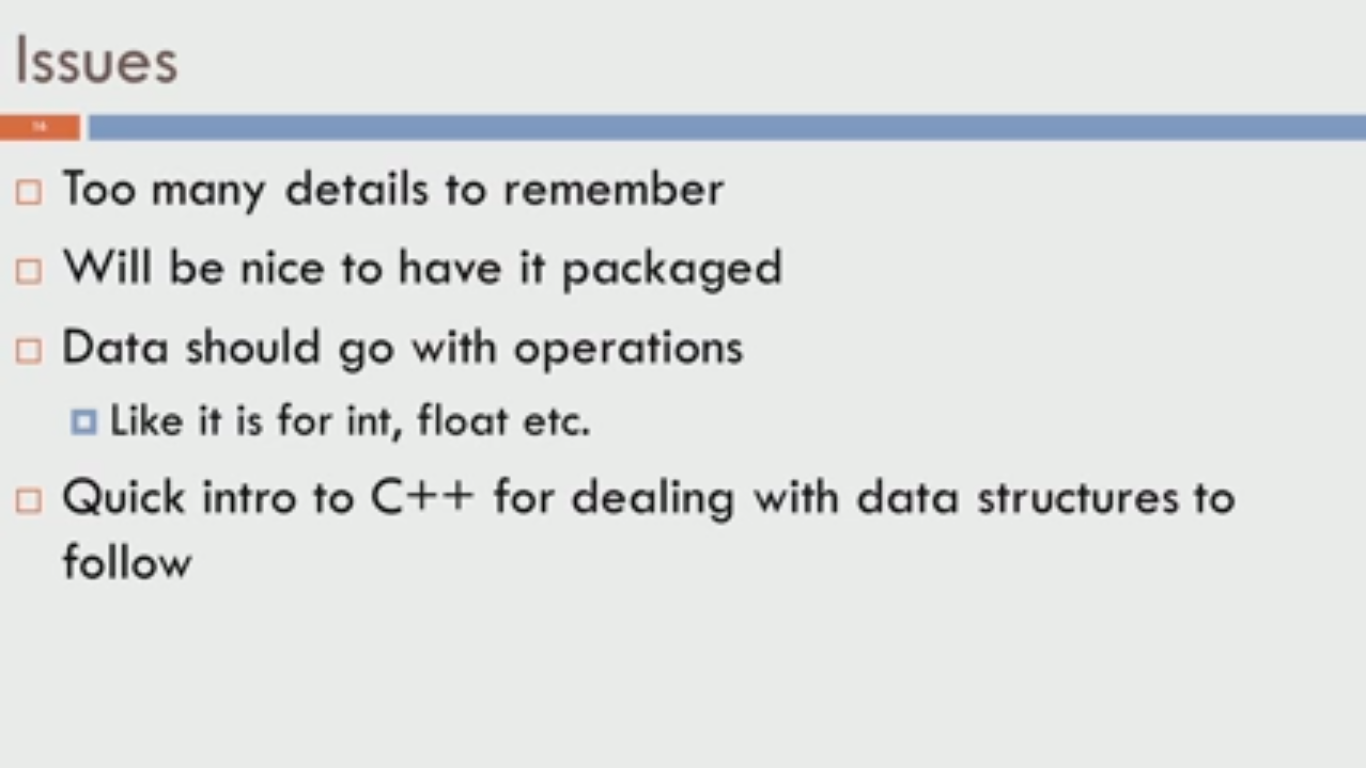 Issues
16
Too many details to remember
Will be nice to have it packaged
Data should go with operations
Like it is for int, float etc.
Quick intro to C++ for dealing with data structures to
follow